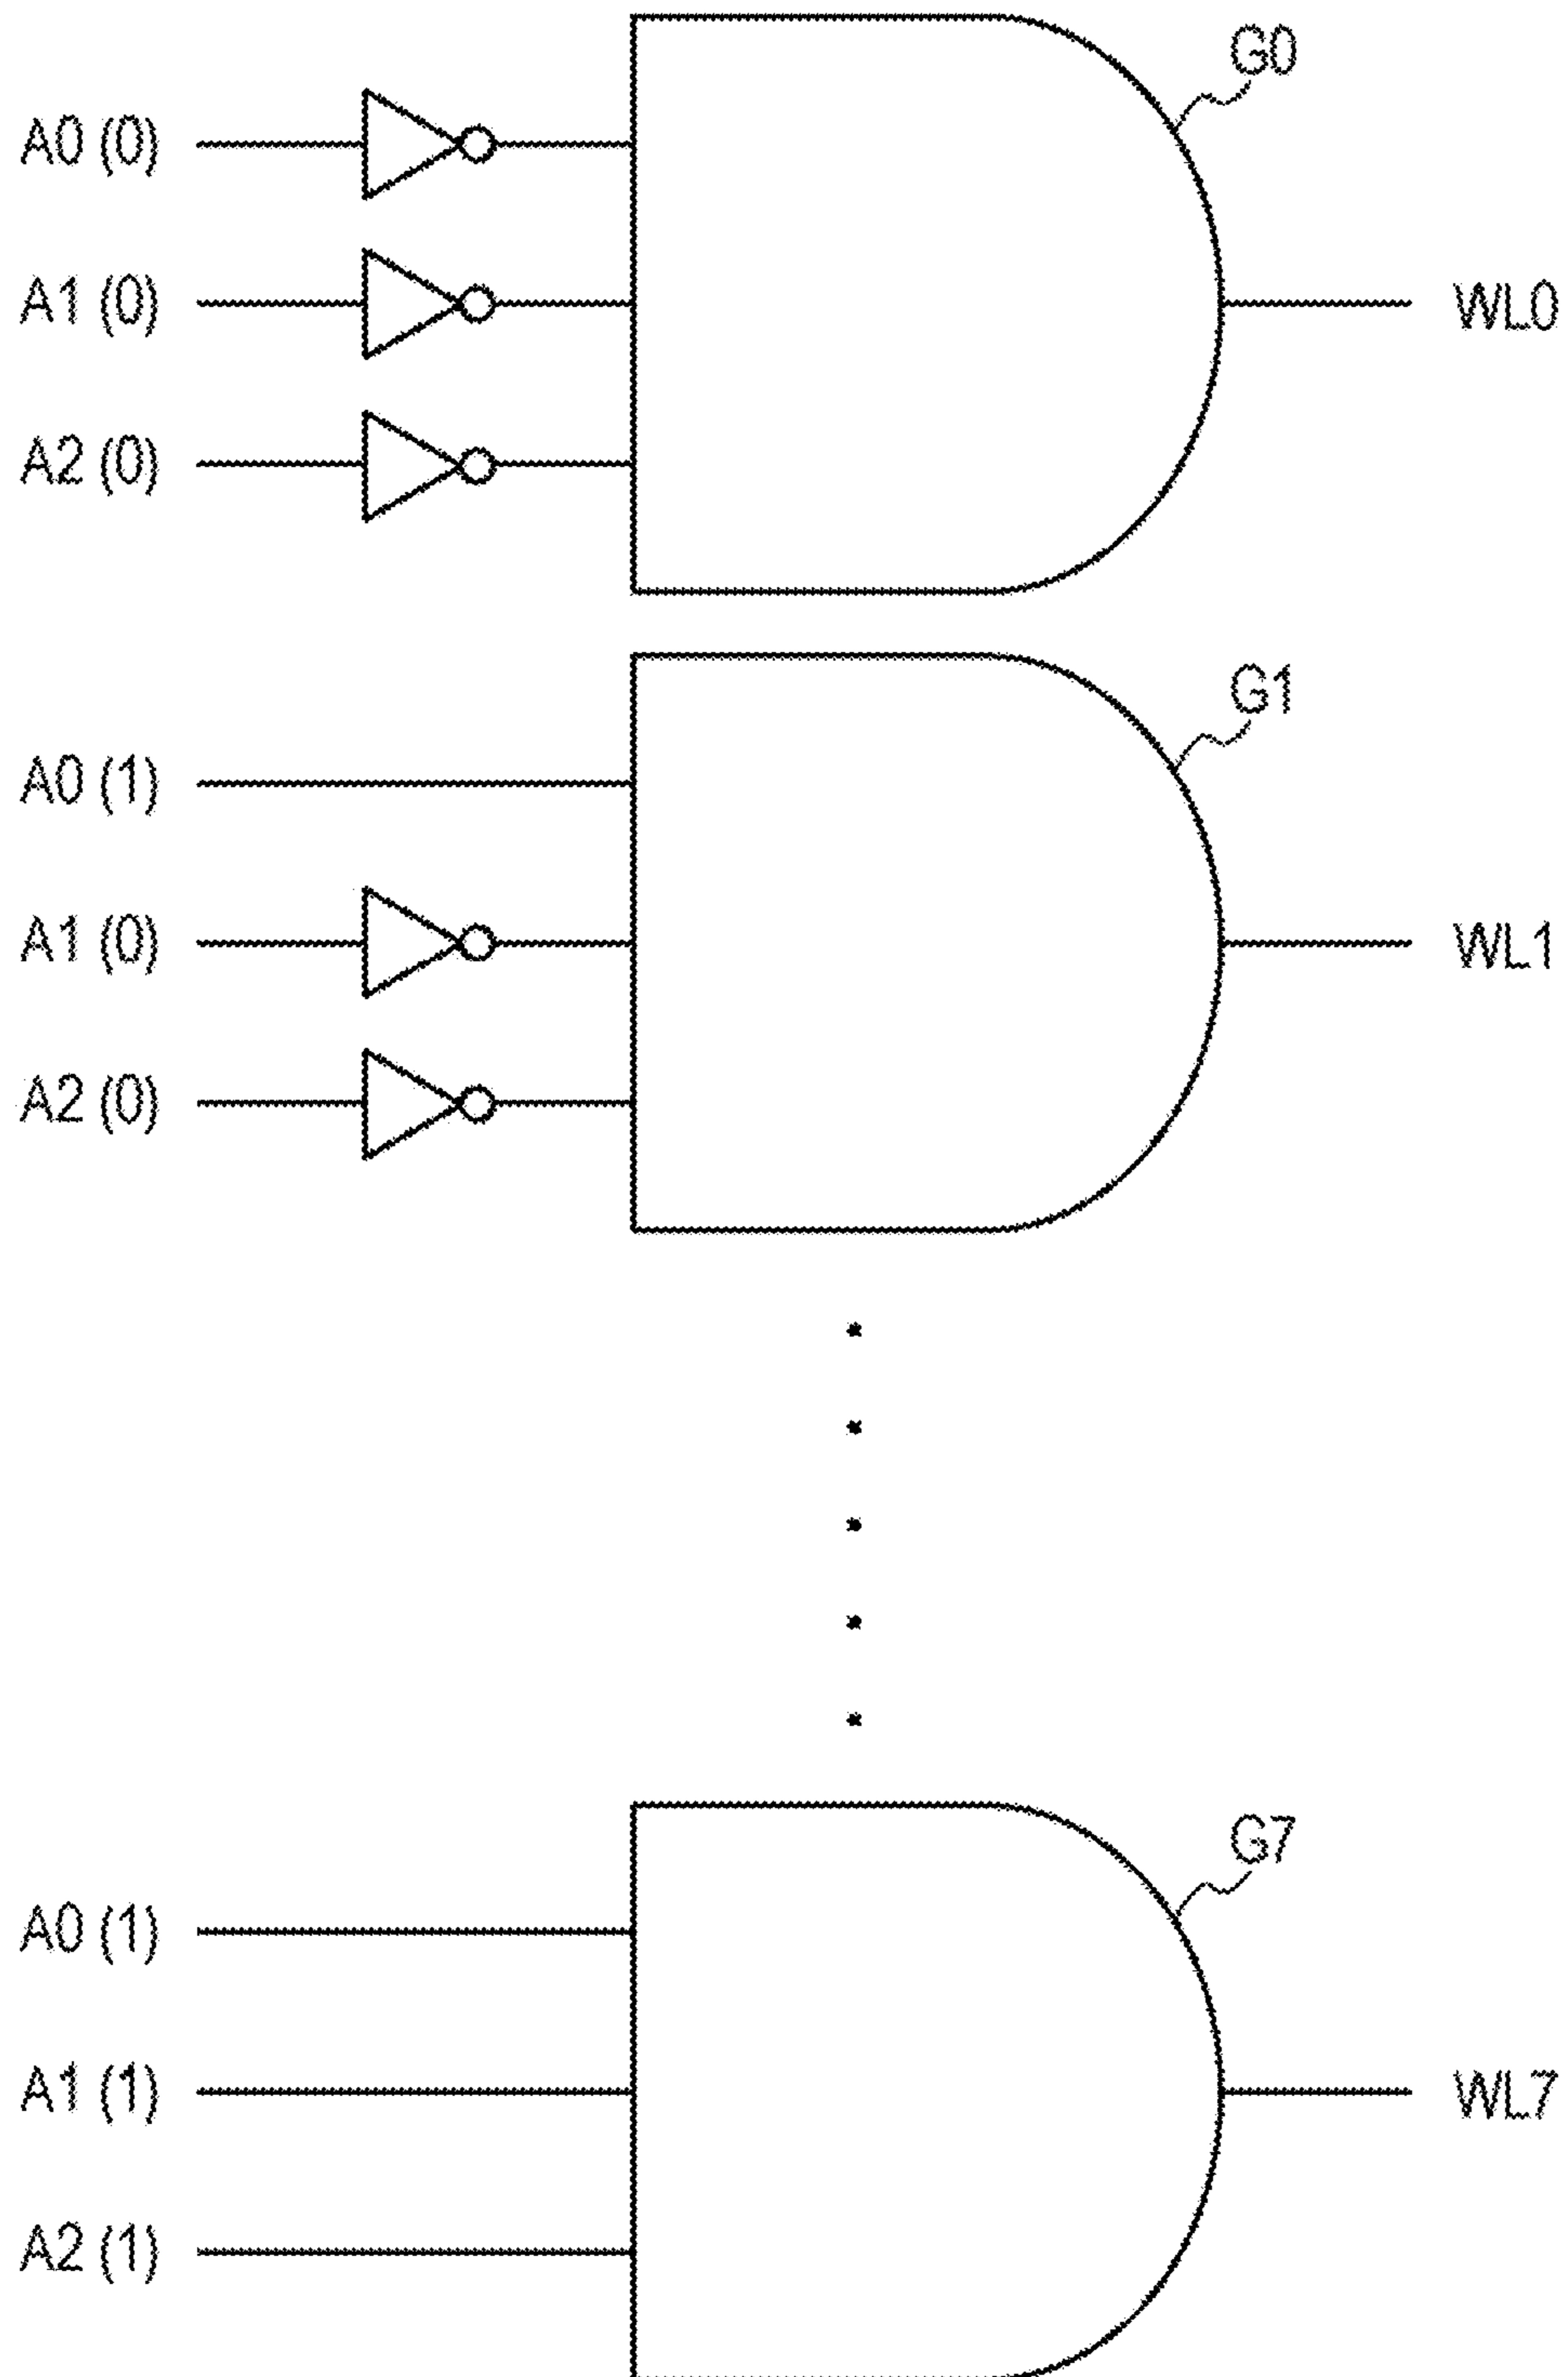 G0
A0 (0)
A1 (0)
WL0
A2 (0)
G1
A0 (1)
A1 (0)
WL1
A2 (0)
G7
A0 (1)
A1 (1)
WL7
A2 (1)